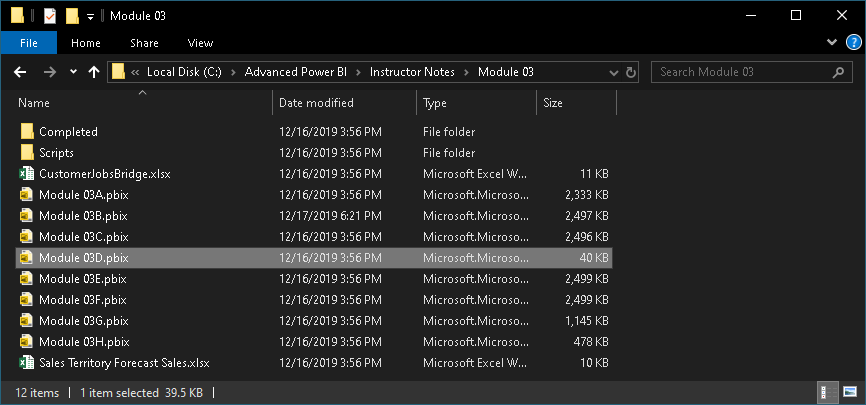 Module 03
File Home Share View
« Local Disk (C:) > Advanced Power BI > Instructor Notes > Module 03 Search Module 03
Name Date modified Type Size
Completed 12/16/2019 3:56 PM File folder
Scripts 12/16/2019 3:56 PM File folder
CustomerJobsBridge.xlsx 12/16/2019 3:56 PM Microsoft Excel W... 11 KB
Module 03A.pbix 12/16/2019 3:56 PM Microsoft.Microso... 2,333 KB
Module 03B.pbix 12/17/2019 6:21 PM Microsoft.Microso... 2,497 KB
Module 03C.pbix 12/16/2019 3:56 PM Microsoft.Microso... 2,496 KB
Module 03D.pbix 12/16/2019 3:56 PM Microsoft.Microso... 40 KB
Module 03E.pbix 12/16/2019 3:56 PM Microsoft.Microso... 2,499 KB
Module 03F.pbix 12/16/2019 3:56 PM Microsoft.Microso... 2,499 KB
Module 03G.pbix 12/16/2019 3:56 PM Microsoft.Microso... 1,145 KB
Module 03H.pbix 12/16/2019 3:56 PM Microsoft.Microso... 478 KB
Sales Territory Forecast Sales.xlsx 12/16/2019 3:56 PM Microsoft Excel W... 10 KB
12 items 1 item selected 39.5 KB